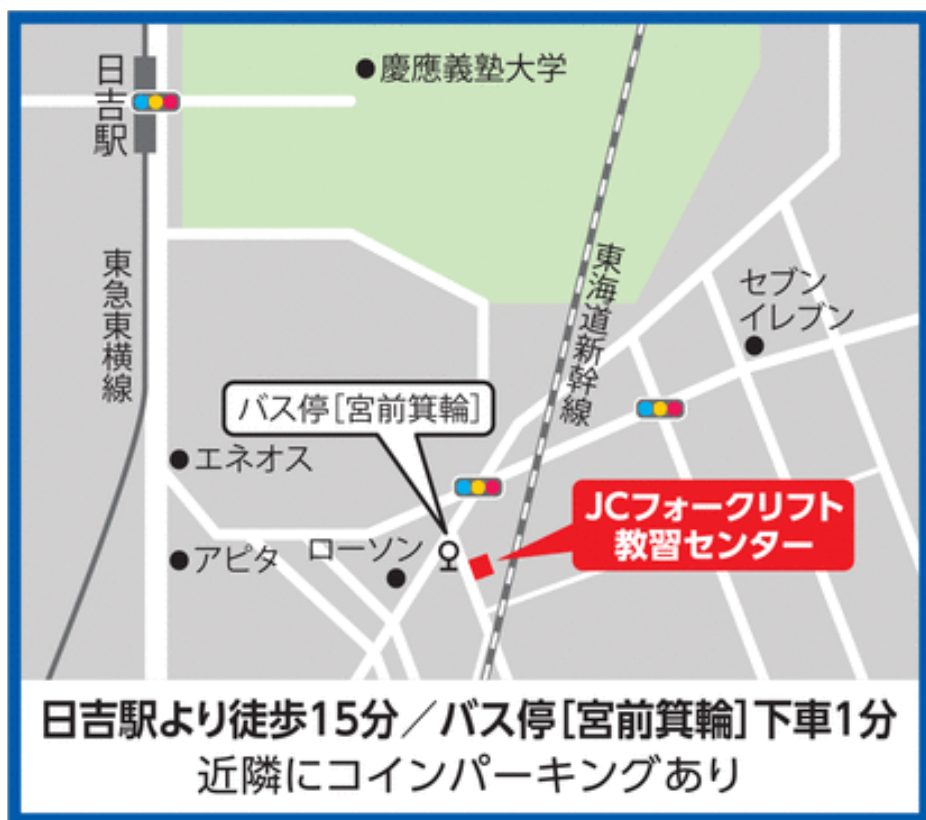 慶應義塾大学
日吉駅
東急東横線
東海道新幹線
セブン
イレブン
バス停[宮前箕輪]
エネオス
JCフォークリフト
教習センター
ローソン
アピタ
日吉駅より徒歩15分／バス停[宮前箕輪]下車1分
近隣にコインパーキングあり